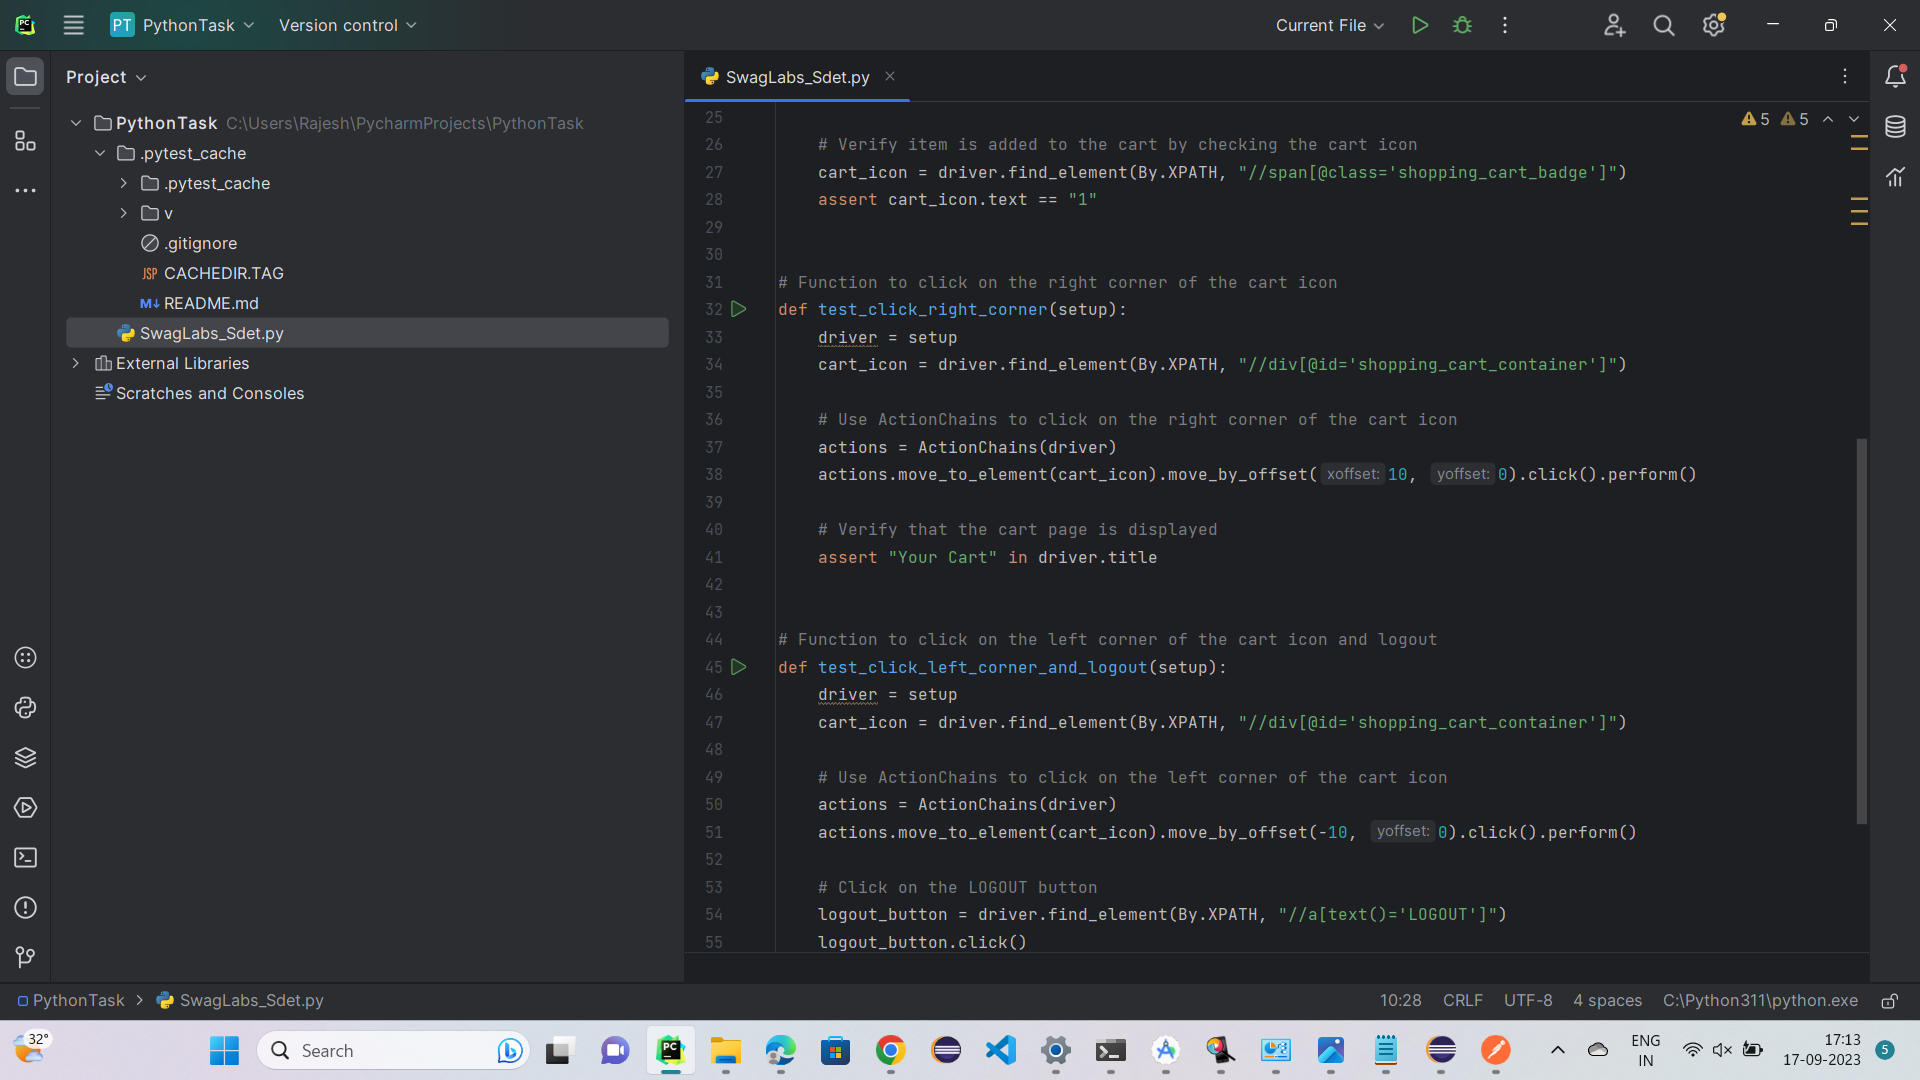 PC
PT PythonTask
Version control
Current File
Project
SwagLabs_Sdet.py
PythonTask C:\Users\Rajesh\PycharmProjects\PythonTask
.pytest_cache
.pytest_cache
v
.gitignore
JSP CACHEDIR.TAG
M↓ README.md
SwagLabs_Sdet.py
External Libraries
Scratches and Consoles
5 5
25
26 # Verify item is added to the cart by checking the cart icon
27 cart_icon = driver.find_element(By.XPATH, "//span[@class='shopping_cart_badge']")
28 assert cart_icon.text == "1"
29
30
31 # Function to click on the right corner of the cart icon
32 def test_click_right_corner(setup):
33 driver = setup
34 cart_icon = driver.find_element(By.XPATH, "//div[@id='shopping_cart_container']")
35
36 # Use ActionChains to click on the right corner of the cart icon
37 actions = ActionChains(driver)
38 actions.move_to_element(cart_icon).move_by_offset( xoffset: 10, yoffset: 0).click().perform()
39
40 # Verify that the cart page is displayed
41 assert "Your Cart" in driver.title
42
43
44 # Function to click on the left corner of the cart icon and logout
45 def test_click_left_corner_and_logout(setup):
46 driver = setup
47 cart_icon = driver.find_element(By.XPATH, "//div[@id='shopping_cart_container']")
48
49 # Use ActionChains to click on the left corner of the cart icon
50 actions = ActionChains(driver)
51 actions.move_to_element(cart_icon).move_by_offset(-10, yoffset: 0).click().perform()
52
53 # Click on the LOGOUT button
54 logout_button = driver.find_element(By.XPATH, "//a[text()='LOGOUT']")
55 logout_button.click()
PythonTask > SwagLabs_Sdet.py
10:28 CRLF UTF-8 4 spaces C:\Python311\python.exe
32°
Search
PC
ENG
IN
17:13
17-09-2023
5